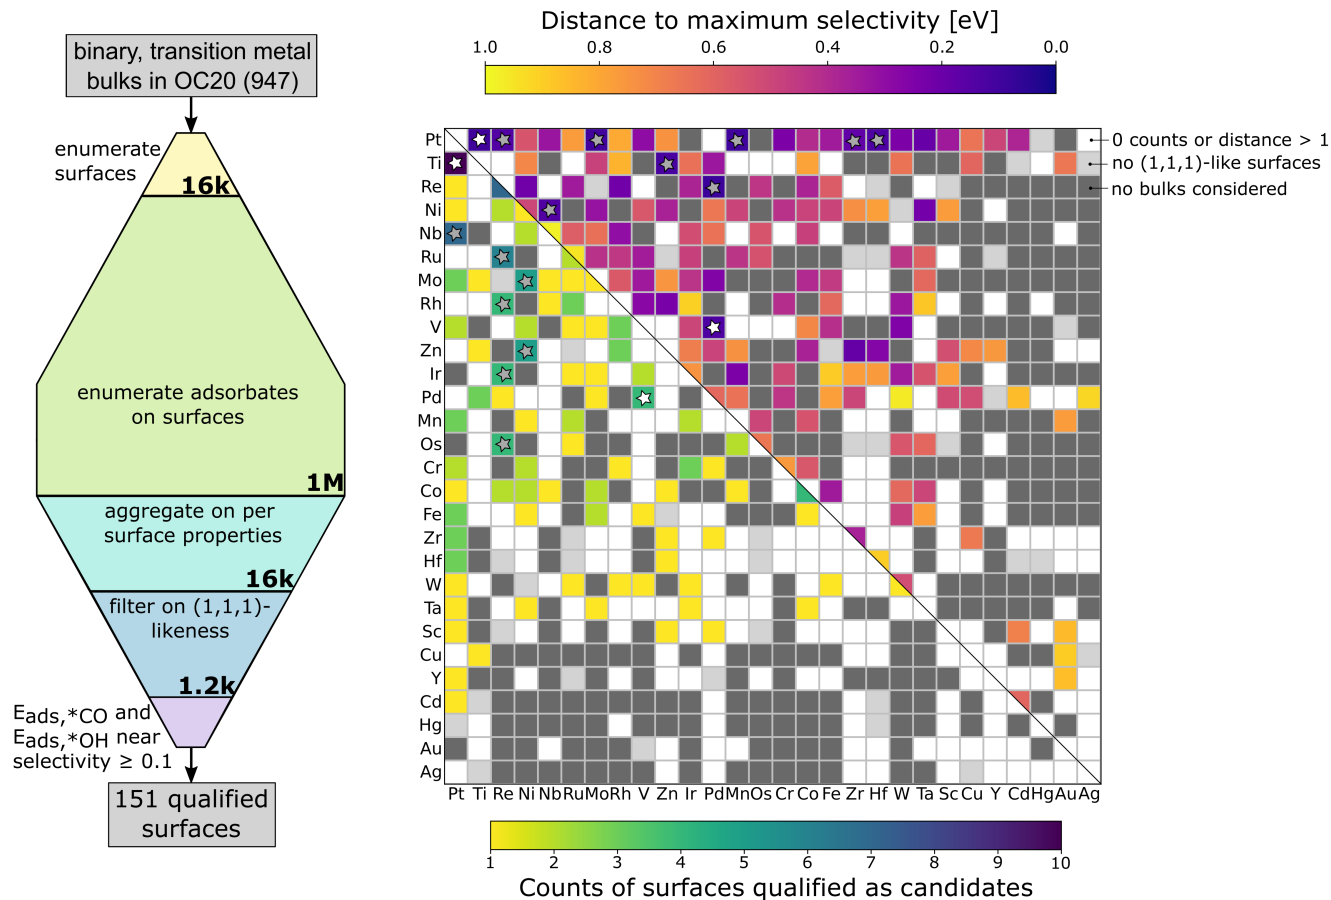 binary, transition metal
bulks in OC20 (947)
enumerate
surfaces
16k
enumerate adsorbates
on surfaces
1M
aggregate on per
surface properties
16k
filter on (1,1,1)-
likeness
1.2k
Eads,*CO and
Eads,*OH near
selectivity ≥ 0.1
151 qualified
surfaces
Distance to maximum selectivity [eV]
1.0 0.8 0.6 0.4 0.2 0.0
Pt
Ti
Re
Ni
Nb
Ru
Mo
Rh
V
Zn
Ir
Pd
Mn
Os
Cr
Co
Fe
Zr
Hf
W
Ta
Sc
Cu
Y
Cd
Hg
Au
Ag
0 counts or distance > 1
no (1,1,1)-like surfaces
no bulks considered
Pt Ti Re Ni Nb Ru Mo Rh V Zn Ir Pd Mn Os Cr Co Fe Zr Hf W Ta Sc Cu Y Cd Hg Au Ag
1 2 3 4 5 6 7 8 9 10
Counts of surfaces qualified as candidates